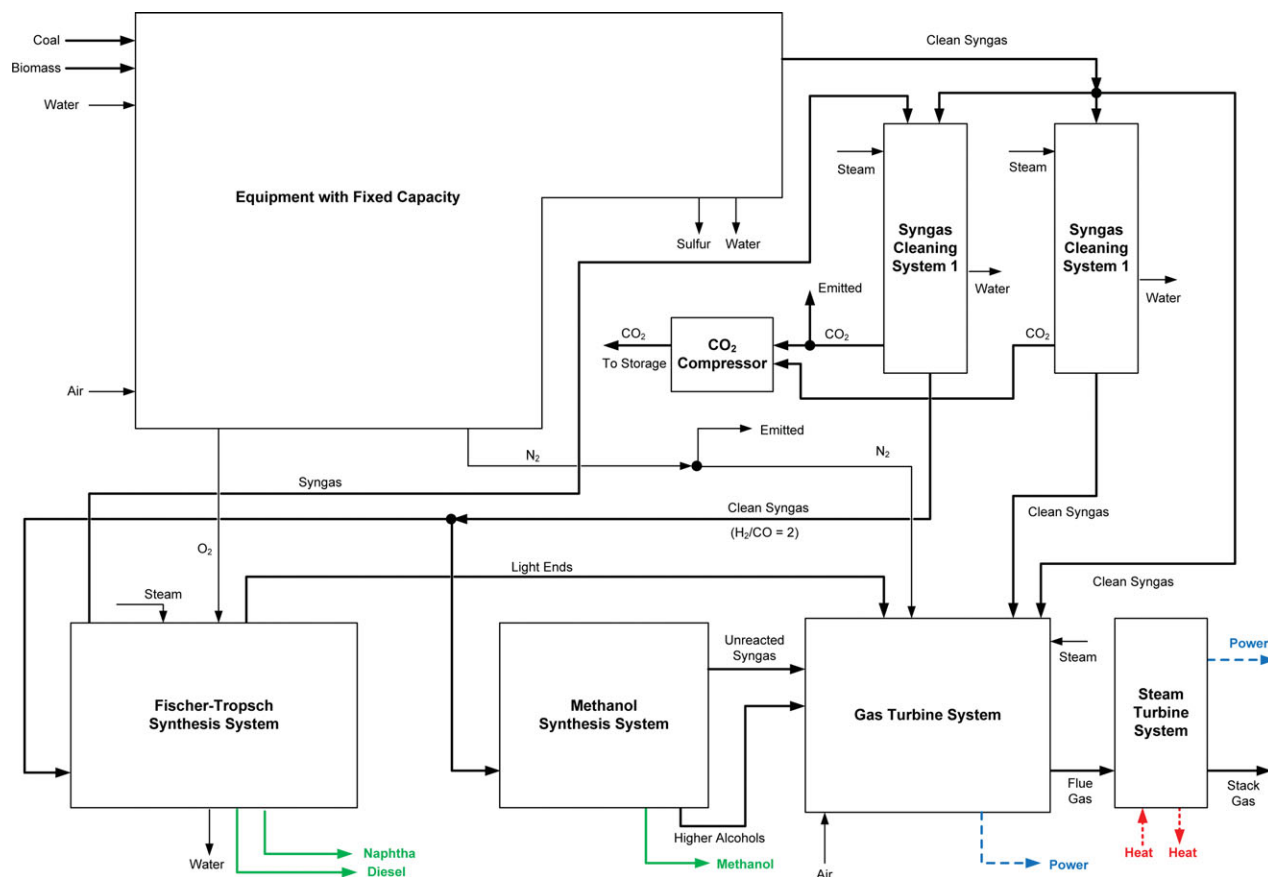 Coal
Biomass
Water
Air
Equipment with Fixed Capacity
Clean Syngas
Sulfur
Water
Steam
Syngas
Cleaning
System 1
Water
Steam
Syngas
Cleaning
System 1
Water
Emitted
CO₂
To Storage
CO₂
Compressor
CO₂
CO₂
N₂
Emitted
N₂
Syngas
O₂
Clean Syngas
(H₂/CO = 2)
Clean Syngas
Clean Syngas
Light Ends
Steam
Fischer-Tropsch
Synthesis System
Water
Naphtha
Diesel
Methanol
Synthesis System
Unreacted
Syngas
Higher Alcohols
Methanol
Gas Turbine System
Steam
Air
Power
Flue
Gas
Steam
Turbine
System
Power
Stack
Gas
Heat
Heat